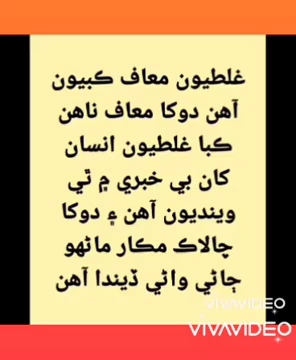 غلطيون معاف ڪبيون
آهن دوکا معاف ناهن
ڪبا غلطيون انسان
کان بي خبري ۾ ٿي
وينديون آهن ۽ دوکا
چالاڪ مڪار ماڻهو
ڄاڻي واڻي ڏيندا آهن
VIVAVIDEO
VIVAVIDEO